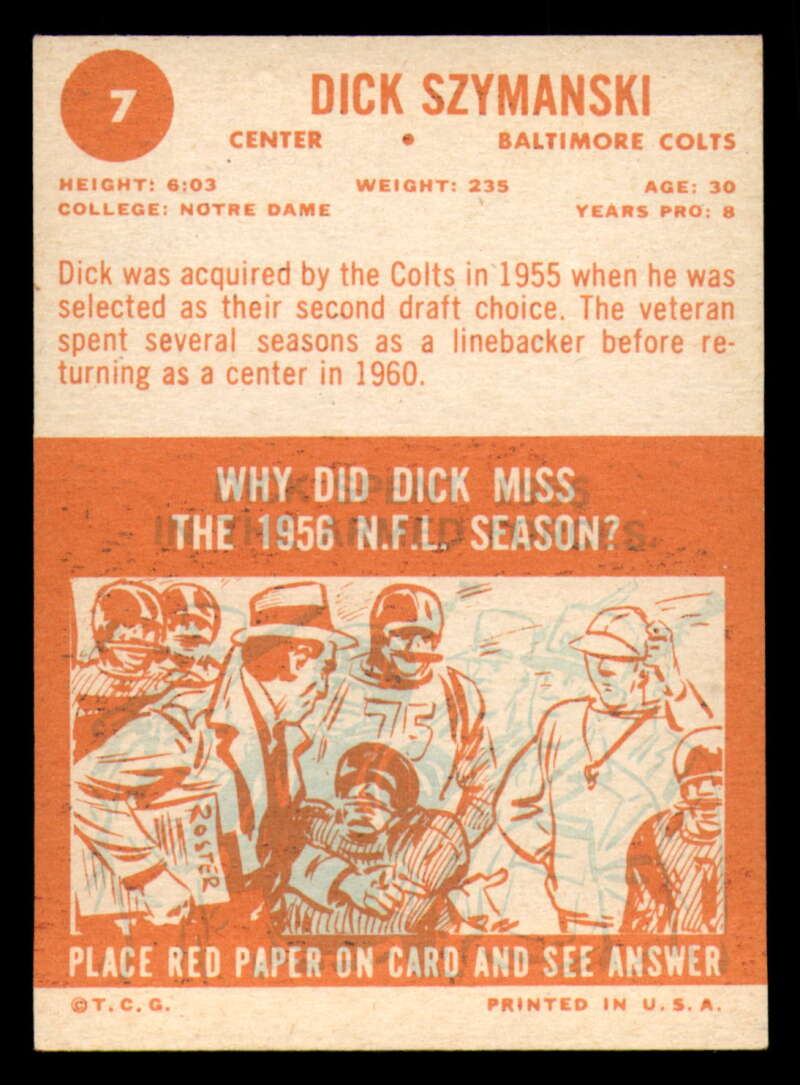 7
DICK SZYMANSKI
CENTER • BALTIMORE COLTS
HEIGHT: 6:03 WEIGHT: 235 AGE: 30
COLLEGE: NOTRE DAME YEARS PRO: 8
Dick was acquired by the Colts in 1955 when he was
selected as their second draft choice. The veteran
spent several seasons as a linebacker before re-
turning as a center in 1960.
WHY DID DICK MISS
THE 1956 N.F.L. SEASON?
75
ROSTER
PLACE RED PAPER ON CARD AND SEE ANSWER
©T.C.G. PRINTED IN U.S.A.